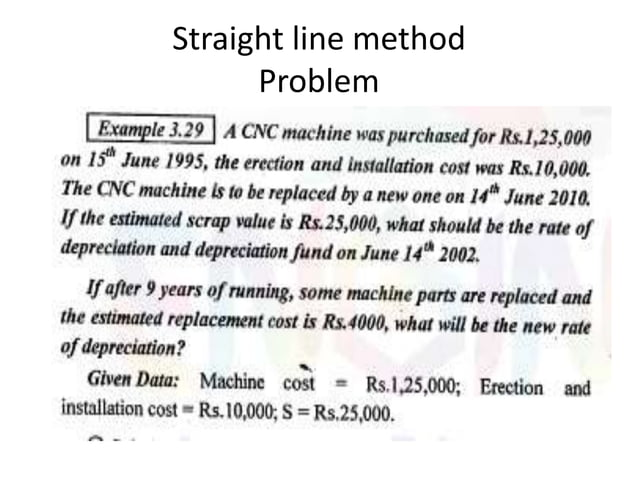 Straight line method
Problem
Example 3.29 A CNC machine was purchased for Rs.1,25,000
on 15th June 1995, the erection and installation cost was Rs.10,000.
The CNC machine is to be replaced by a new one on 14th June 2010.
If the estimated scrap value is Rs.25,000, what should be the rate of
depreciation and depreciation fund on June 14th 2002.
If after 9 years of running, some machine parts are replaced and
the estimated replacement cost is Rs.4000, what will be the new rate
of depreciation?
Given Data: Machine cost = Rs.1,25,000; Erection and
installation cost = Rs.10,000; S = Rs.25,000.